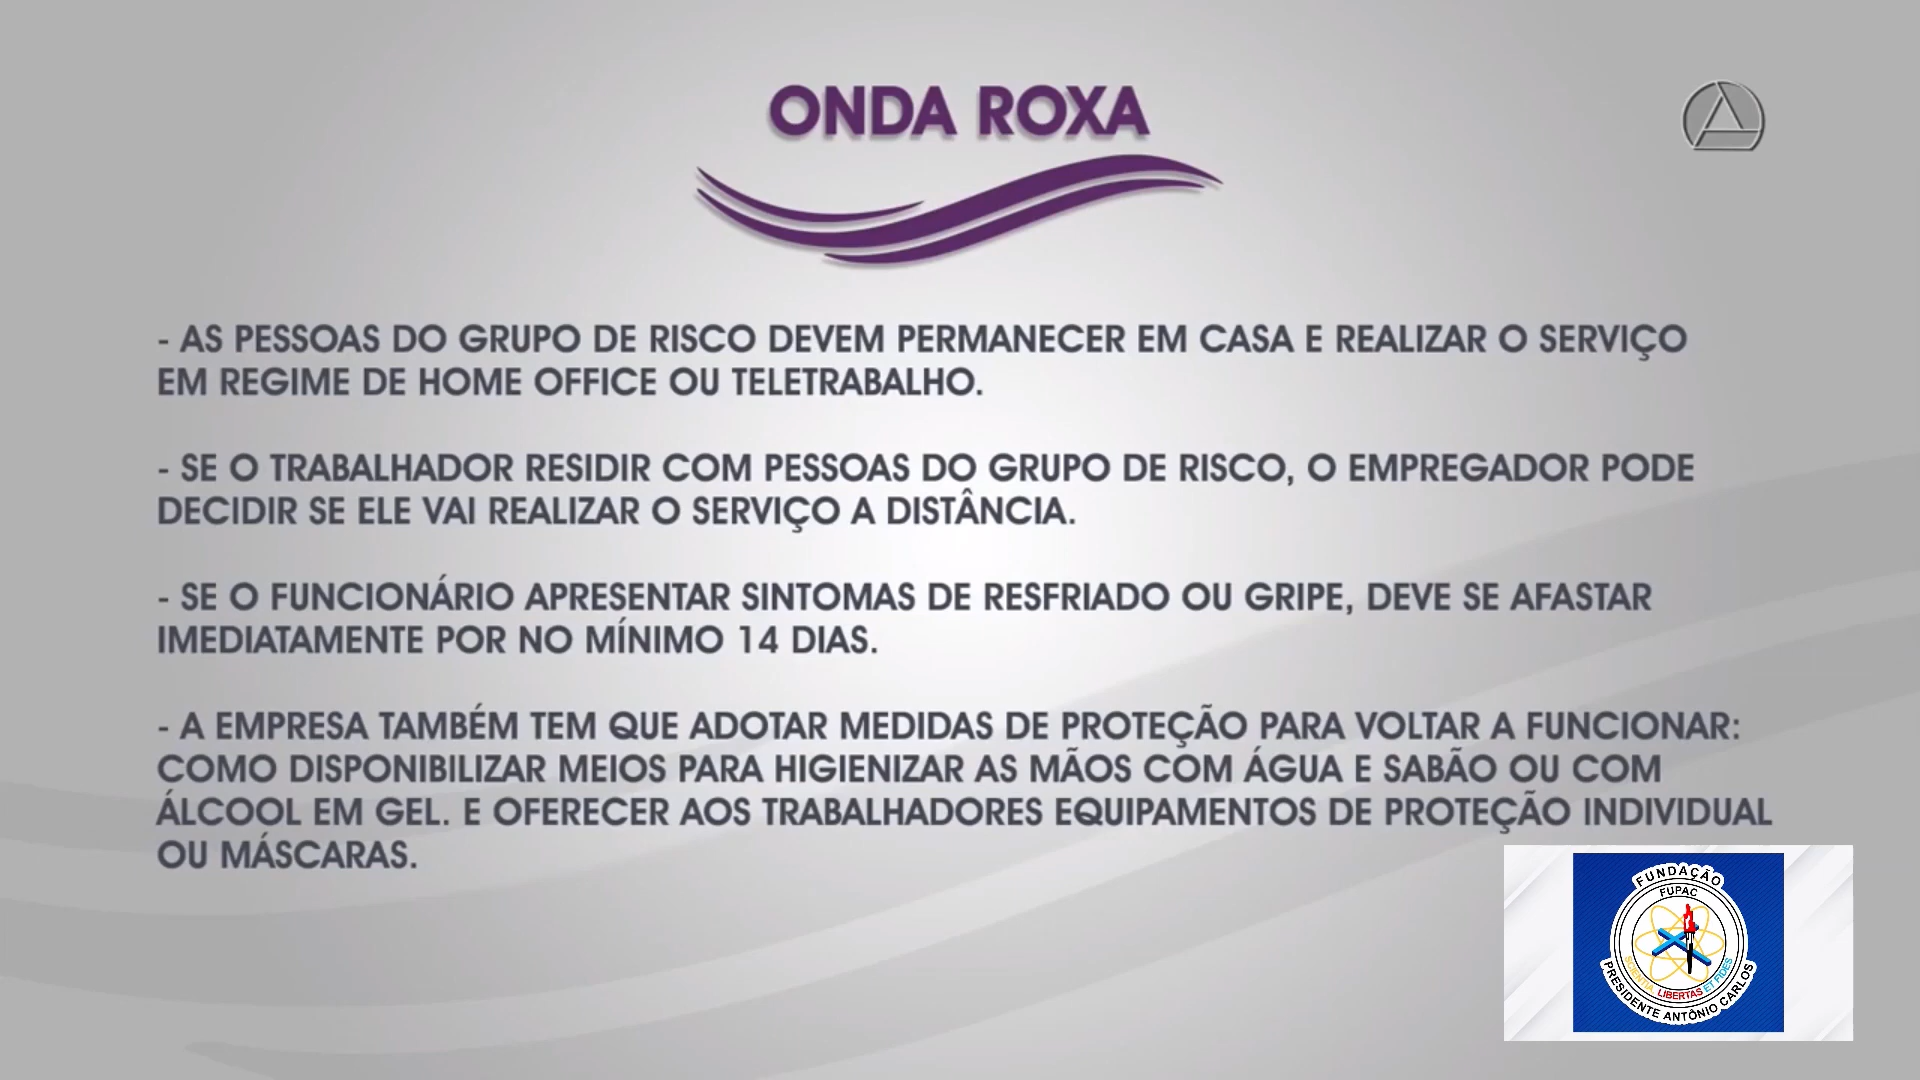 ONDA ROXA
- AS PESSOAS DO GRUPO DE RISCO DEVEM PERMANECER EM CASA E REALIZAR O SERVIÇO
EM REGIME DE HOME OFFICE OU TELETRABALHO.
- SE O TRABALHADOR RESIDIR COM PESSOAS DO GRUPO DE RISCO, O EMPREGADOR PODE
DECIDIR SE ELE VAI REALIZAR O SERVIÇO A DISTÂNCIA.
- SE O FUNCIONÁRIO APRESENTAR SINTOMAS DE RESFRIADO OU GRIPE, DEVE SE AFASTAR
IMEDIATAMENTE POR NO MÍNIMO 14 DIAS.
- A EMPRESA TAMBÉM TEM QUE ADOTAR MEDIDAS DE PROTEÇÃO PARA VOLTAR A FUNCIONAR:
COMO DISPONIBILIZAR MEIOS PARA HIGIENIZAR AS MÃOS COM ÁGUA E SABÃO OU COM
ÁLCOOL EM GEL. E OFERECER AOS TRABALHADORES EQUIPAMENTOS DE PROTEÇÃO INDIVIDUAL
OU MÁSCARAS.
FUNDAÇÃO
FUPAC
SCIENTIA LIBERTAS ET FIDES
PRESIDENTE ANTÔNIO CARLOS